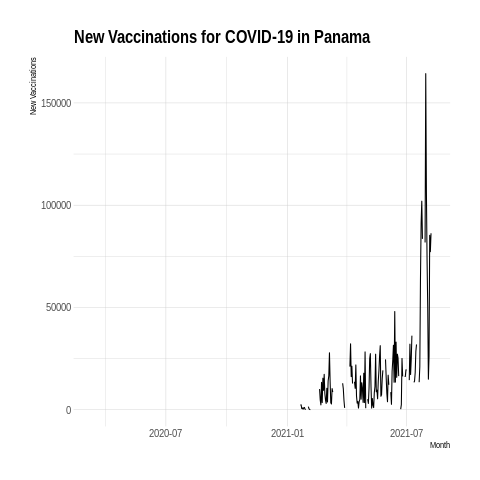 New Vaccinations for COVID-19 in Panama
New Vaccinations
150000
100000
50000
0
2020-07
2021-01
2021-07
Month